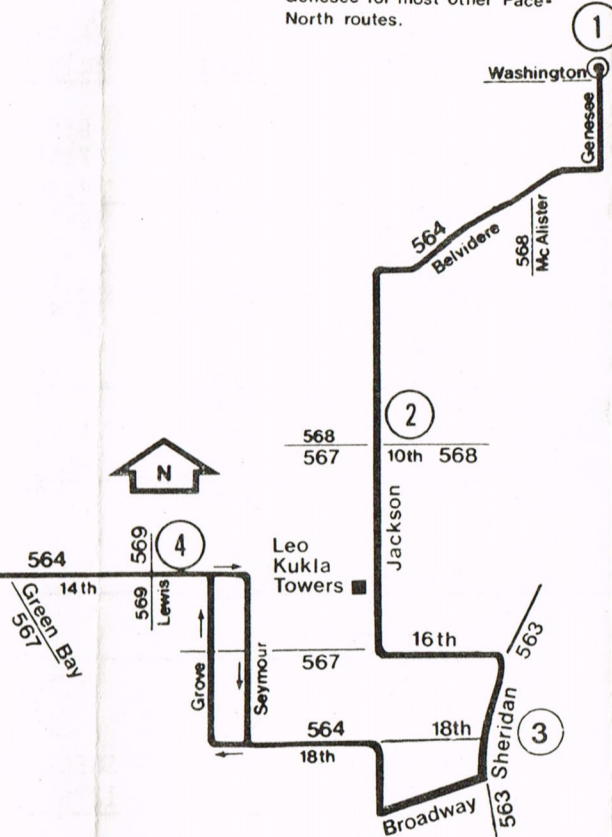 Genesee for most other Pace-
North routes.
1
Washington
Genesee
564
Belvidere
568
McAlister
2
568
567
10th 568
Jackson
N
4
569
564
14th
569
Lewis
Green Bay
567
Leo
Kukla
Towers
16th
563
567
Grove
Seymour
564
18th
18th
Sheridan
3
Broadway
563